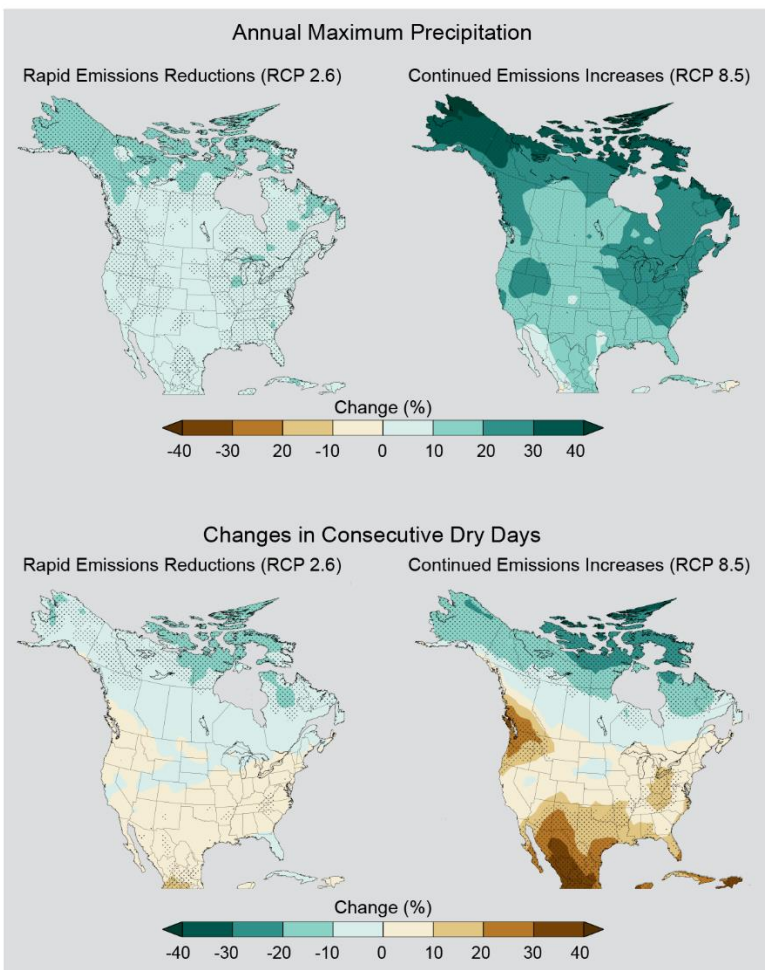 Annual Maximum Precipitation
Rapid Emissions Reductions (RCP 2.6)
Continued Emissions Increases (RCP 8.5)
Change (%)
-40 -30 20 -10 0 10 20 30 40
Changes in Consecutive Dry Days
Rapid Emissions Reductions (RCP 2.6)
Continued Emissions Increases (RCP 8.5)
Change (%)
-40 -30 -20 -10 0 10 20 30 40